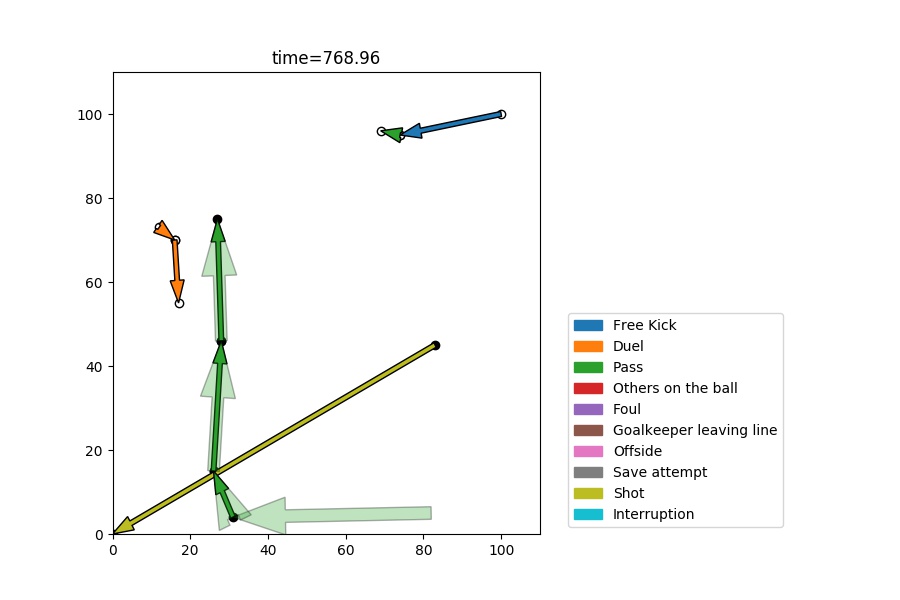 time=768.96
100
80
60
40
20
0
0 20 40 60 80 100
Free Kick
Duel
Pass
Others on the ball
Foul
Goalkeeper leaving line
Offside
Save attempt
Shot
Interruption